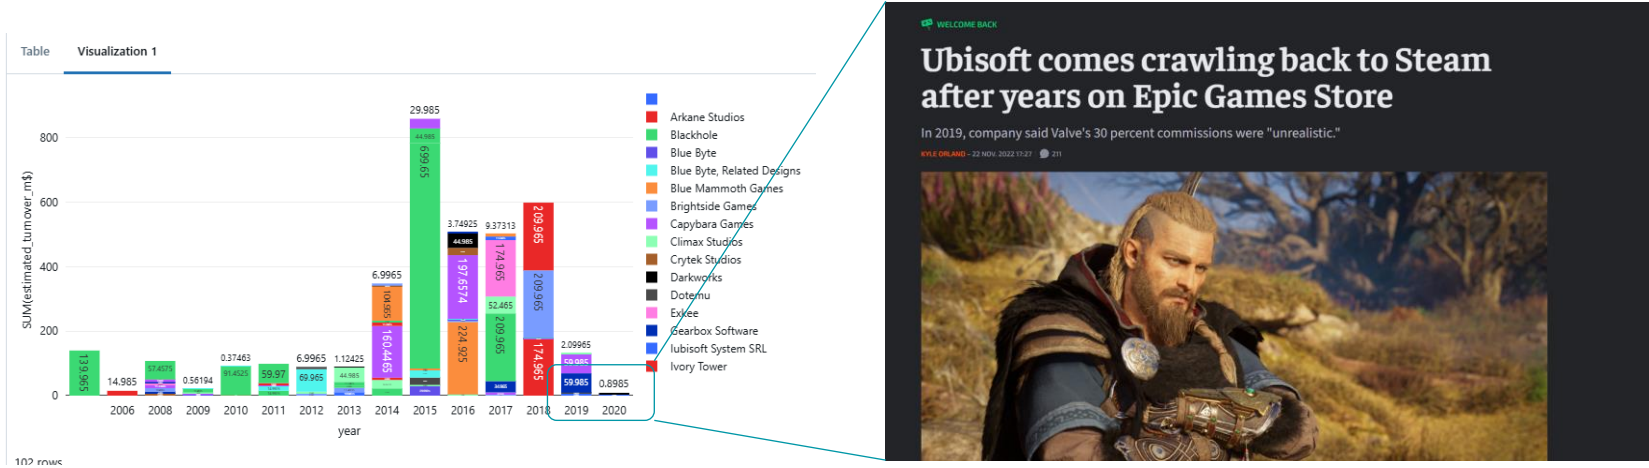 Table
Visualization 1
SUM(estimated_turnover_m$)
800
600
400
200
0
139.965
14.985
57.4575
0.56194
0.37463
91.4525
59.97
6.9965
69.965
1.12425
44.985
6.9965
104.965
160.4465
29.985
44.985
699.65
3.74925
44.985
197.6574
224.925
9.37313
174.965
52.465
209.965
34.985
209.965
209.965
174.965
2.09965
59.985
59.985
0.8985
2006
2008
2009
2010
2011
2012
2013
2014
2015
2016
2017
2018
2019
2020
year
Arkane Studios
Blackhole
Blue Byte
Blue Byte, Related Designs
Blue Mammoth Games
Brightside Games
Capybara Games
Climax Studios
Crytek Studios
Darkworks
Dotemu
Exkee
Gearbox Software
Iubisoft System SRL
Ivory Tower
102 rows
WELCOME BACK
Ubisoft comes crawling back to Steam
after years on Epic Games Store
In 2019, company said Valve's 30 percent commissions were "unrealistic."
KYLE ORLAND – 22 NOV. 2022 17:27 211